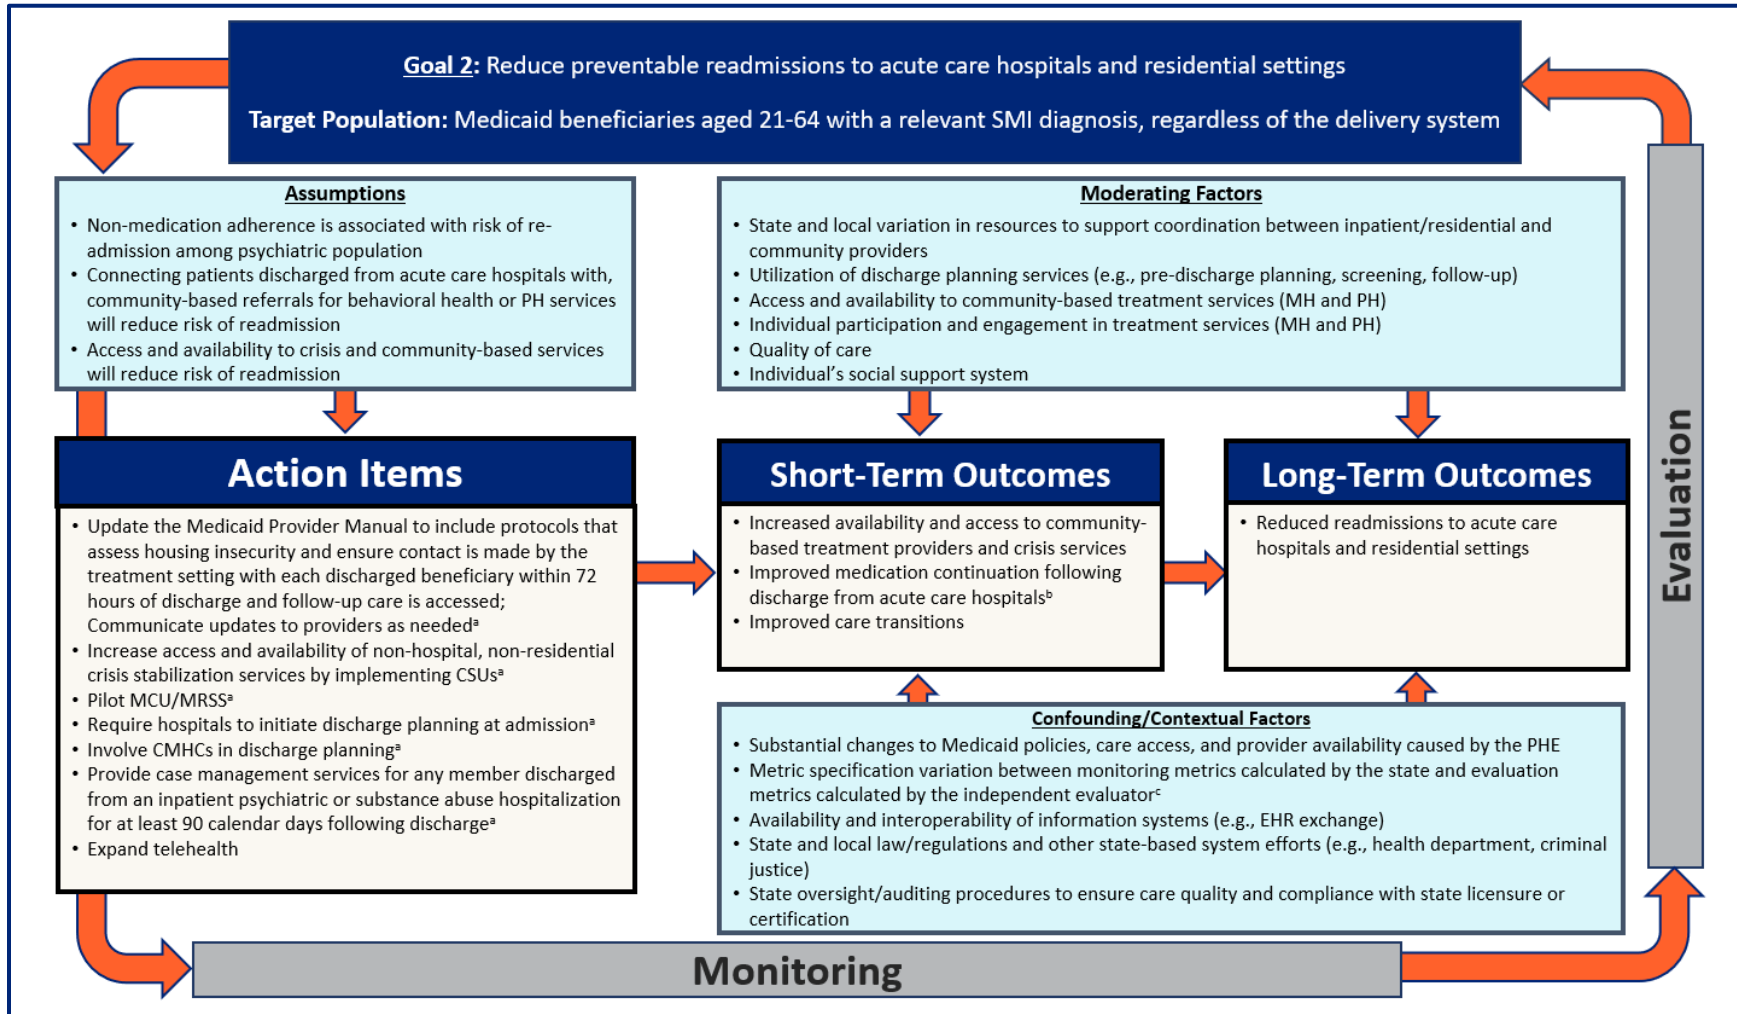 Goal 2: Reduce preventable readmissions to acute care hospitals and residential settings
Target Population: Medicaid beneficiaries aged 21-64 with a relevant SMI diagnosis, regardless of the delivery system
Assumptions
• Non-medication adherence is associated with risk of re-
admission among psychiatric population
• Connecting patients discharged from acute care hospitals with,
community-based referrals for behavioral health or PH services
will reduce risk of readmission
• Access and availability to crisis and community-based services
will reduce risk of readmission
Moderating Factors
• State and local variation in resources to support coordination between inpatient/residential and
community providers
• Utilization of discharge planning services (e.g., pre-discharge planning, screening, follow-up)
• Access and availability to community-based treatment services (MH and PH)
• Individual participation and engagement in treatment services (MH and PH)
• Quality of care
• Individual's social support system
Action Items
• Update the Medicaid Provider Manual to include protocols that
assess housing insecurity and ensure contact is made by the
treatment setting with each discharged beneficiary within 72
hours of discharge and follow-up care is accessed;
Communicate updates to providers as neededᵃ
• Increase access and availability of non-hospital, non-residential
crisis stabilization services by implementing CSUsᵃ
• Pilot MCU/MRSSᵃ
• Require hospitals to initiate discharge planning at admissionᵃ
• Involve CMHCs in discharge planningᵃ
• Provide case management services for any member discharged
from an inpatient psychiatric or substance abuse hospitalization
for at least 90 calendar days following dischargeᵃ
• Expand telehealth
Short-Term Outcomes
• Increased availability and access to community-
based treatment providers and crisis services
• Improved medication continuation following
discharge from acute care hospitalsᵇ
• Improved care transitions
Long-Term Outcomes
• Reduced readmissions to acute care
hospitals and residential settings
Confounding/Contextual Factors
• Substantial changes to Medicaid policies, care access, and provider availability caused by the PHE
• Metric specification variation between monitoring metrics calculated by the state and evaluation
metrics calculated by the independent evaluatorᶜ
• Availability and interoperability of information systems (e.g., EHR exchange)
• State and local law/regulations and other state-based system efforts (e.g., health department, criminal
justice)
• State oversight/auditing procedures to ensure care quality and compliance with state licensure or
certification
Monitoring
Evaluation